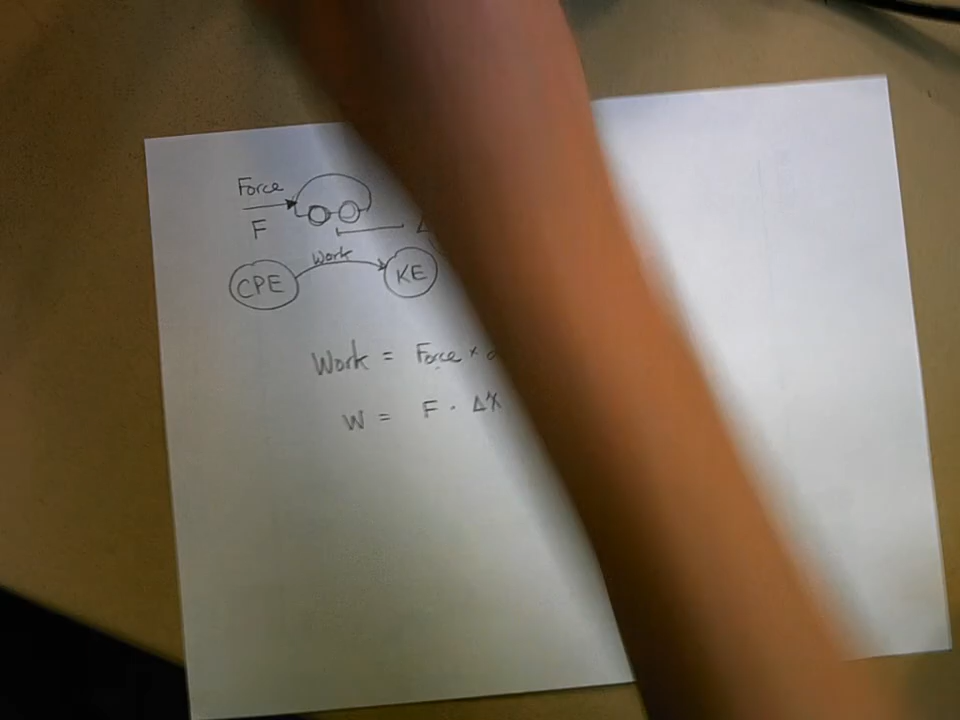 Force
F
Work
CPE
KE
Work = Force ×
W = F · ΔX